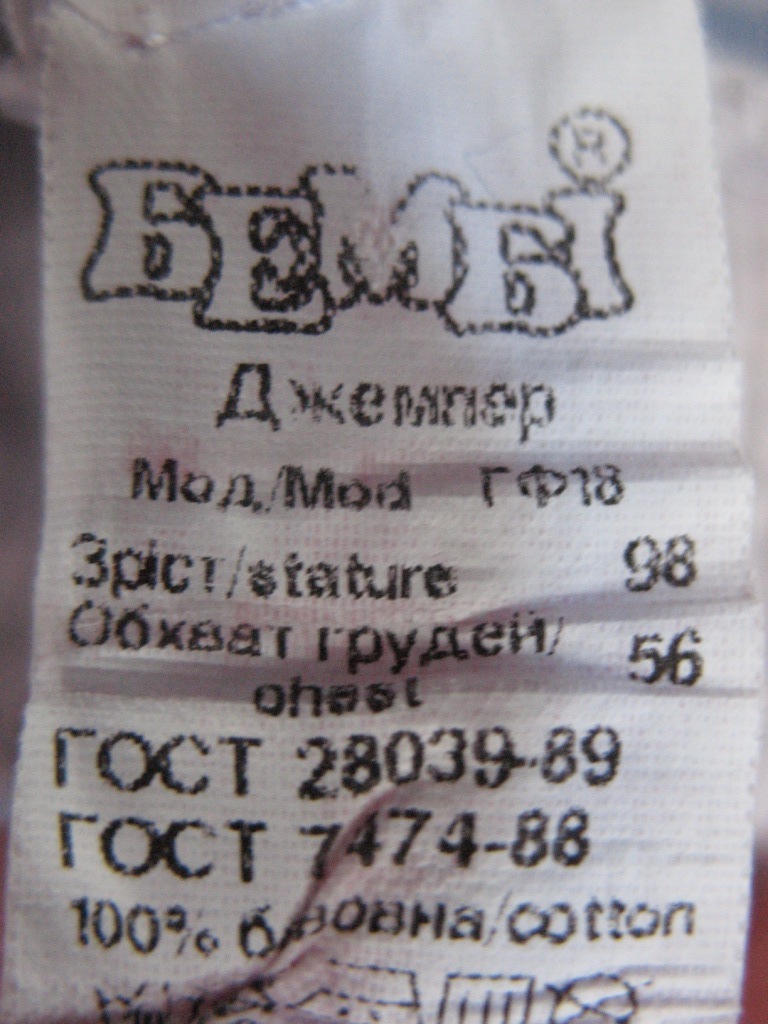 БЕМБІ ®
Джемпер
Мод./Mod ГФ18
Зріст/stature 98
Обхват грудей/ 56
chest
ГОСТ 28039-89
ГОСТ 7474-88
100% бавовна/cotton